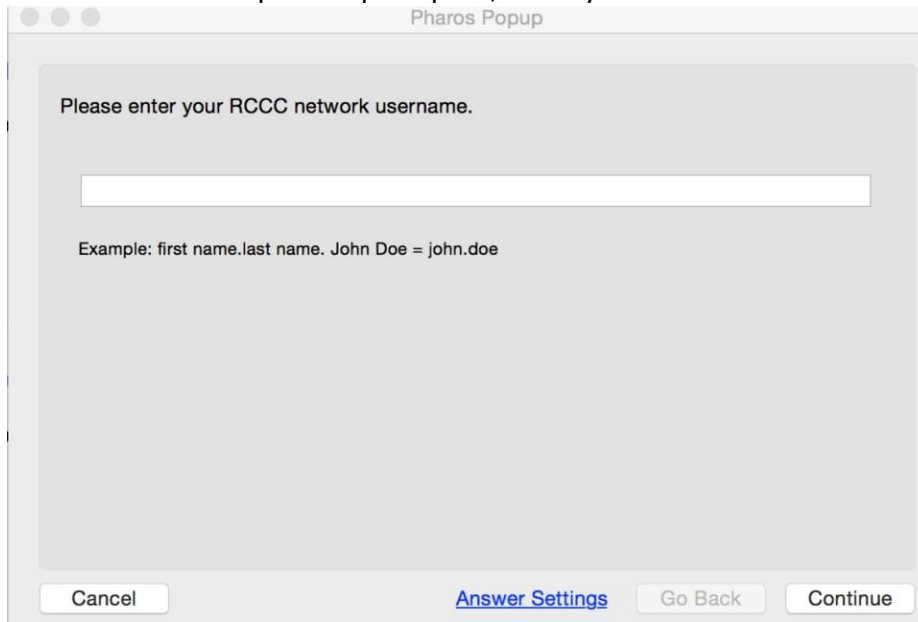 Pharos Popup
Please enter your RCCC network username.
Example: first name.last name. John Doe = john.doe
Cancel Answer Settings Go Back Continue